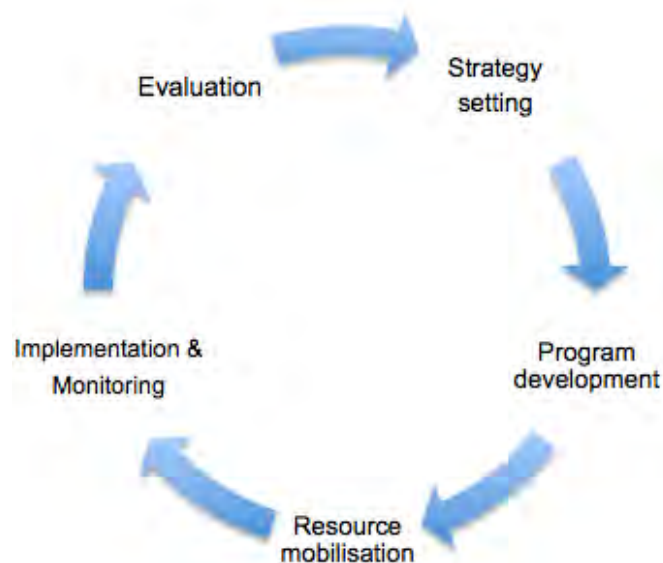 Evaluation
Strategy
setting
Program
development
Resource
mobilisation
Implementation &
Monitoring